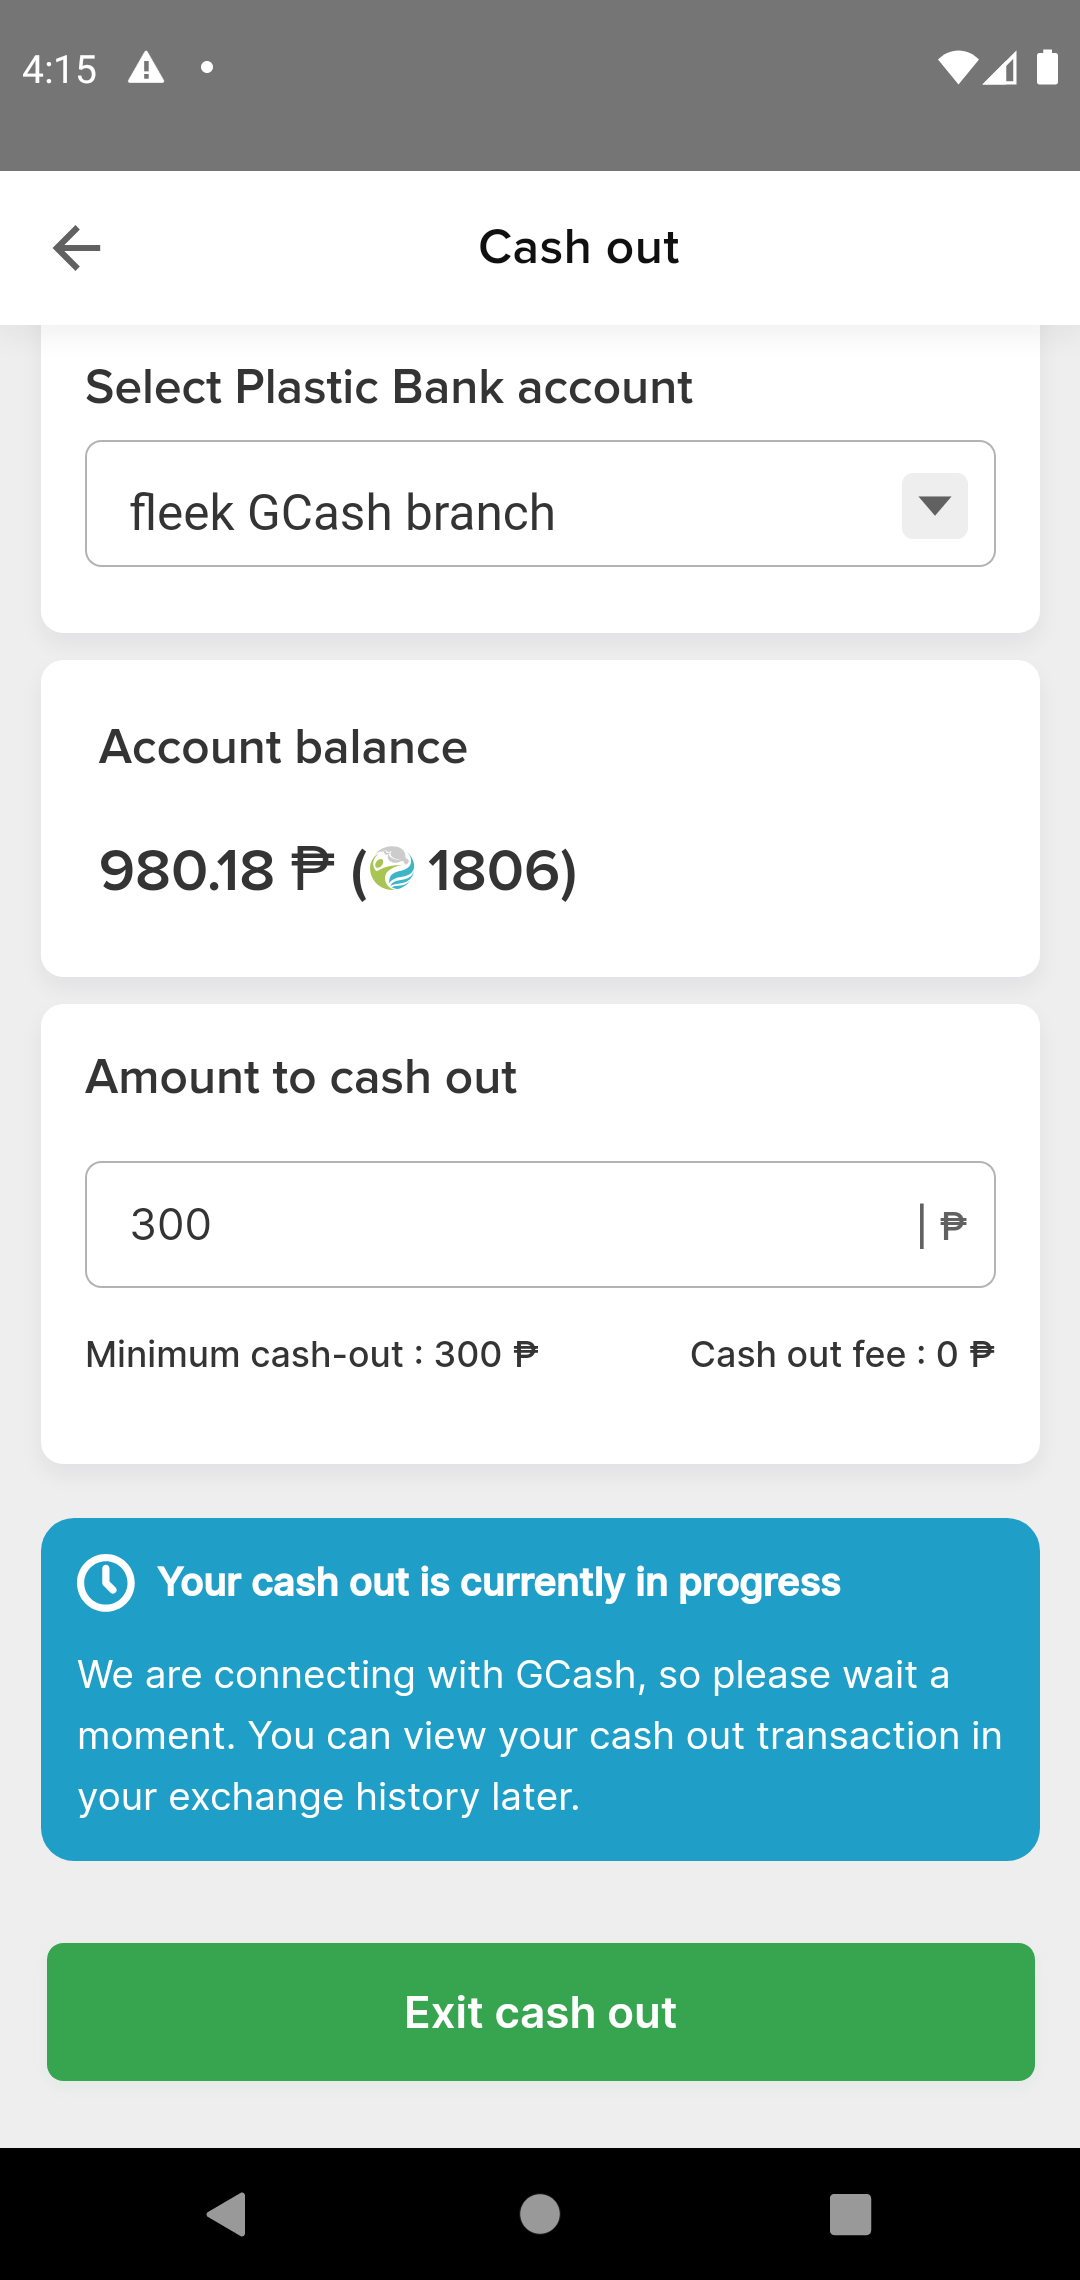 4:15
Cash out
Select Plastic Bank account
fleek GCash branch
Account balance
980.18 ₱ ( 1806)
Amount to cash out
300 | ₱
Minimum cash-out : 300 ₱ Cash out fee : 0 ₱
Your cash out is currently in progress
We are connecting with GCash, so please wait a
moment. You can view your cash out transaction in
your exchange history later.
Exit cash out